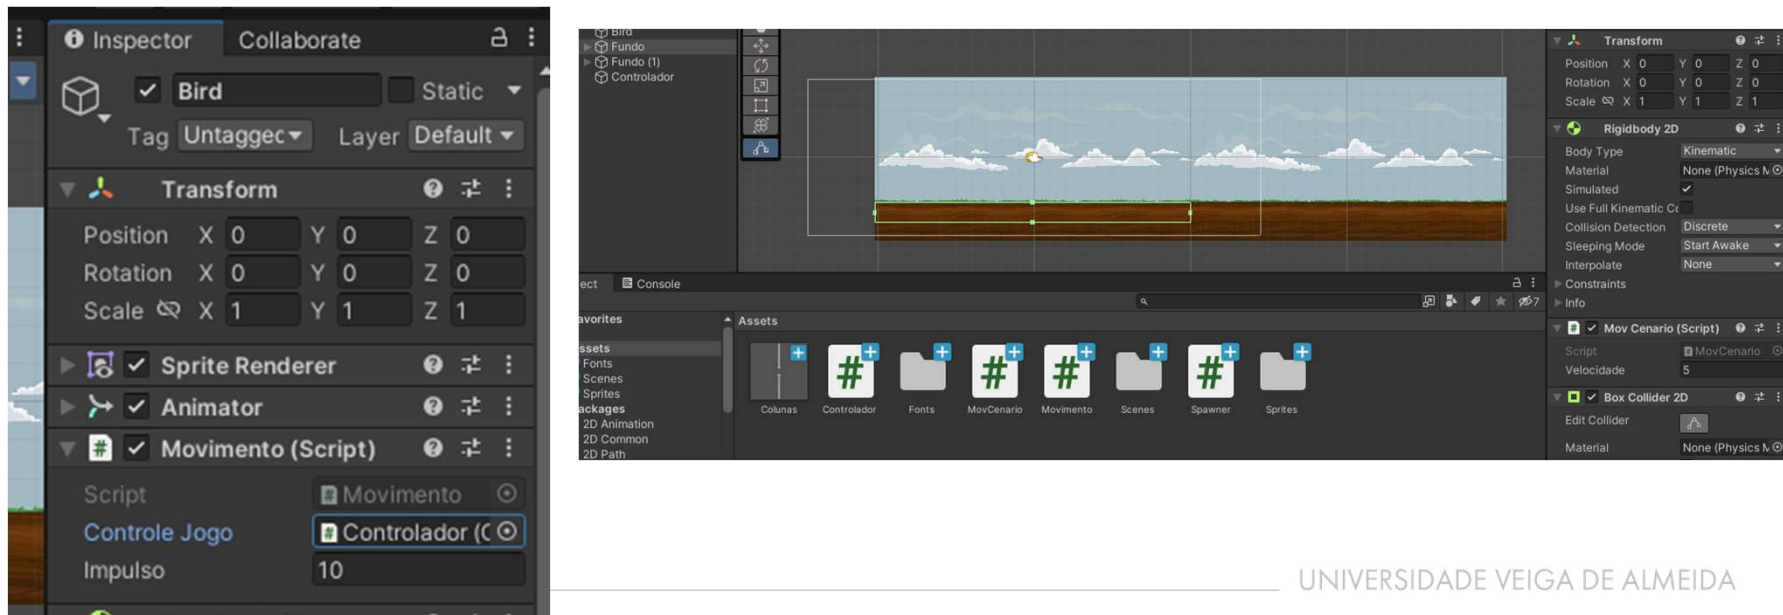 Inspector Collaborate
Bird Static
Tag Untaggec Layer Default
Transform
Position X 0 Y 0 Z 0
Rotation X 0 Y 0 Z 0
Scale X 1 Y 1 Z 1
Sprite Renderer
Animator
# Movimento (Script)
Script # Movimento
Controle Jogo # Controlador (C
Impulso 10
Bird
Fundo
Fundo (1)
Controlador
Transform
Position X 0 Y 0 Z 0
Rotation X 0 Y 0 Z 0
Scale X 1 Y 1 Z 1
Rigidbody 2D
Body Type Kinematic
Material None (Physics M
Simulated
Use Full Kinematic Co
Collision Detection Discrete
Sleeping Mode Start Awake
Interpolate None
Constraints
Info
# Mov Cenario (Script)
Script MovCenario
Velocidade 5
Box Collider 2D
Edit Collider
Material None (Physics M
ect Console
7
avorites
ssets
Fonts
Scenes
Sprites
ackages
2D Animation
2D Common
2D Path
Assets
# # # #
Colunas Controlador Fonts MovCenario Movimento Scenes Spawner Sprites
UNIVERSIDADE VEIGA DE ALMEIDA